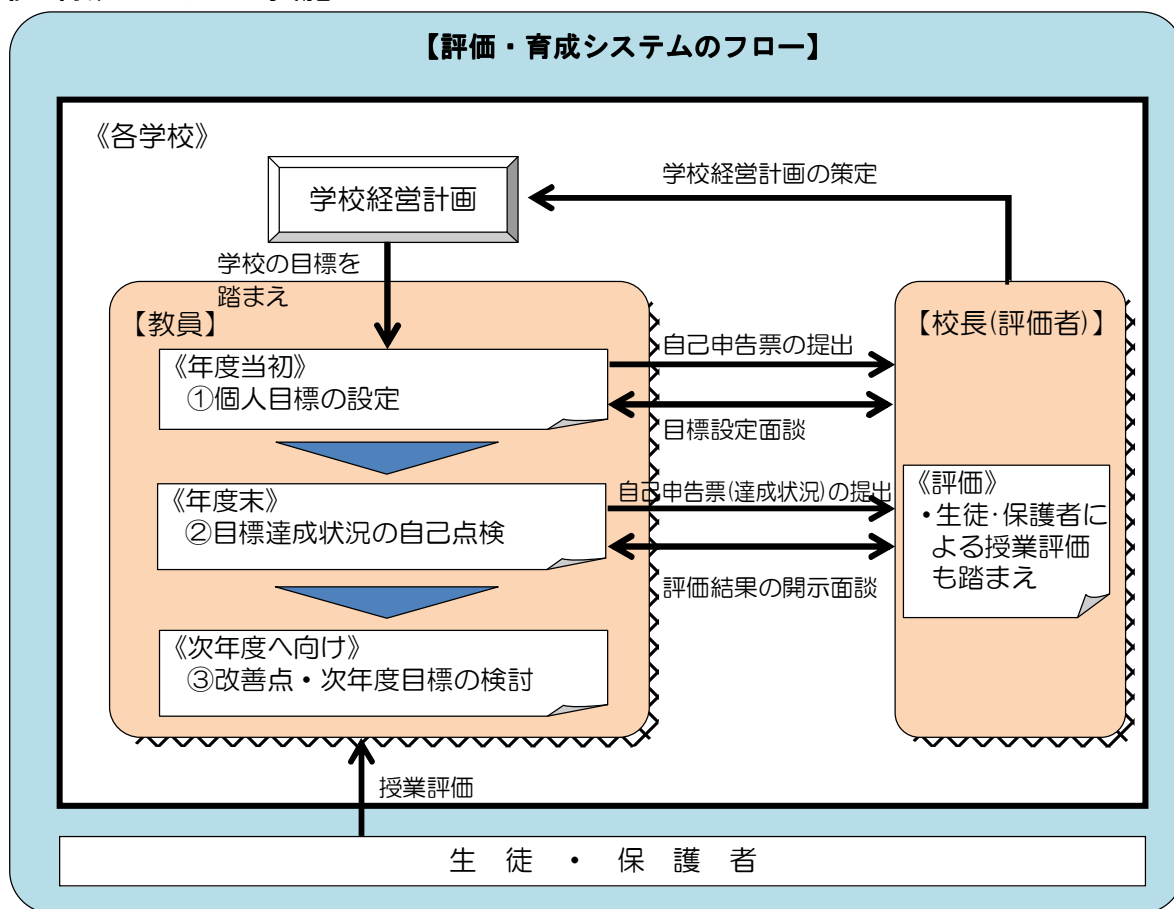 【評価・育成システムのフロー】
《各学校》
学校経営計画の策定
学校経営計画
学校の目標を
踏まえ
【教員】
【校長(評価者)】
《年度当初》
①個人目標の設定
自己申告票の提出
目標設定面談
《年度末》
②目標達成状況の自己点検
自己申告票(達成状況)の提出
評価結果の開示面談
《評価》
・生徒・保護者に
よる授業評価
も踏まえ
《次年度へ向け》
③改善点・次年度目標の検討
授業評価
生 徒 ・ 保 護 者